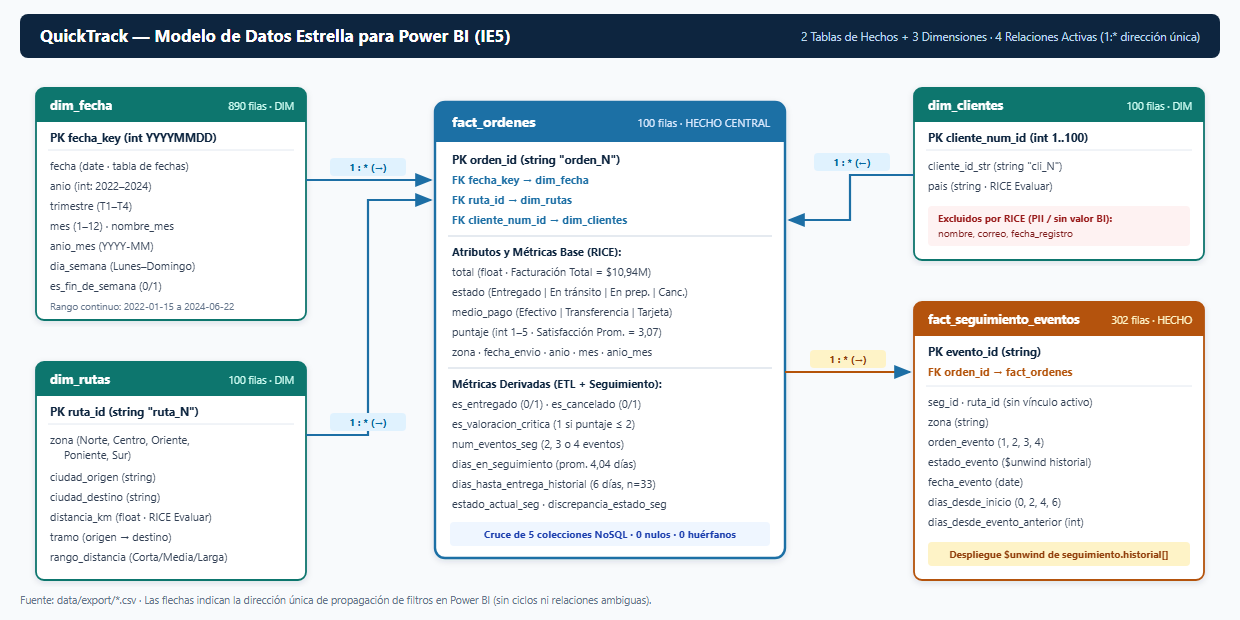 QuickTrack — Modelo de Datos Estrella para Power BI (IE5)
2 Tablas de Hechos + 3 Dimensiones · 4 Relaciones Activas (1:* dirección única)
dim_fecha
890 filas · DIM
PK fecha_key (int YYYYMMDD)
fecha (date · tabla de fechas)
anio (int: 2022–2024)
trimestre (T1–T4)
mes (1–12) · nombre_mes
anio_mes (YYYY-MM)
dia_semana (Lunes–Domingo)
es_fin_de_semana (0/1)
Rango continuo: 2022-01-15 a 2024-06-22
1 : * (→)
dim_rutas
100 filas · DIM
PK ruta_id (string "ruta_N")
zona (Norte, Centro, Oriente,
Poniente, Sur)
ciudad_origen (string)
ciudad_destino (string)
distancia_km (float · RICE Evaluar)
tramo (origen → destino)
rango_distancia (Corta/Media/Larga)
1 : * (→)
fact_ordenes
100 filas · HECHO CENTRAL
PK orden_id (string "orden_N")
FK fecha_key → dim_fecha
FK ruta_id → dim_rutas
FK cliente_num_id → dim_clientes
Atributos y Métricas Base (RICE):
total (float · Facturación Total = $10,94M)
estado (Entregado | En tránsito | En prep. | Canc.)
medio_pago (Efectivo | Transferencia | Tarjeta)
puntaje (int 1–5 · Satisfacción Prom. = 3,07)
zona · fecha_envio · anio · mes · anio_mes
Métricas Derivadas (ETL + Seguimiento):
es_entregado (0/1) · es_cancelado (0/1)
es_valoracion_critica (1 si puntaje ≤ 2)
num_eventos_seg (2, 3 o 4 eventos)
dias_en_seguimiento (prom. 4,04 días)
dias_hasta_entrega_historial (6 días, n=33)
estado_actual_seg · discrepancia_estado_seg
Cruce de 5 colecciones NoSQL · 0 nulos · 0 huérfanos
1 : * (←)
dim_clientes
100 filas · DIM
PK cliente_num_id (int 1..100)
cliente_id_str (string "cli_N")
pais (string · RICE Evaluar)
Excluidos por RICE (PII / sin valor BI):
nombre, correo, fecha_registro
1 : * (→)
fact_seguimiento_eventos
302 filas · HECHO
PK evento_id (string)
FK orden_id → fact_ordenes
seg_id · ruta_id (sin vínculo activo)
zona (string)
orden_evento (1, 2, 3, 4)
estado_evento ($unwind historial)
fecha_evento (date)
dias_desde_inicio (0, 2, 4, 6)
dias_desde_evento_anterior (int)
Despliegue $unwind de seguimiento.historial[]
Fuente: data/export/*.csv · Las flechas indican la dirección única de propagación de filtros en Power BI (sin ciclos ni relaciones ambiguas).